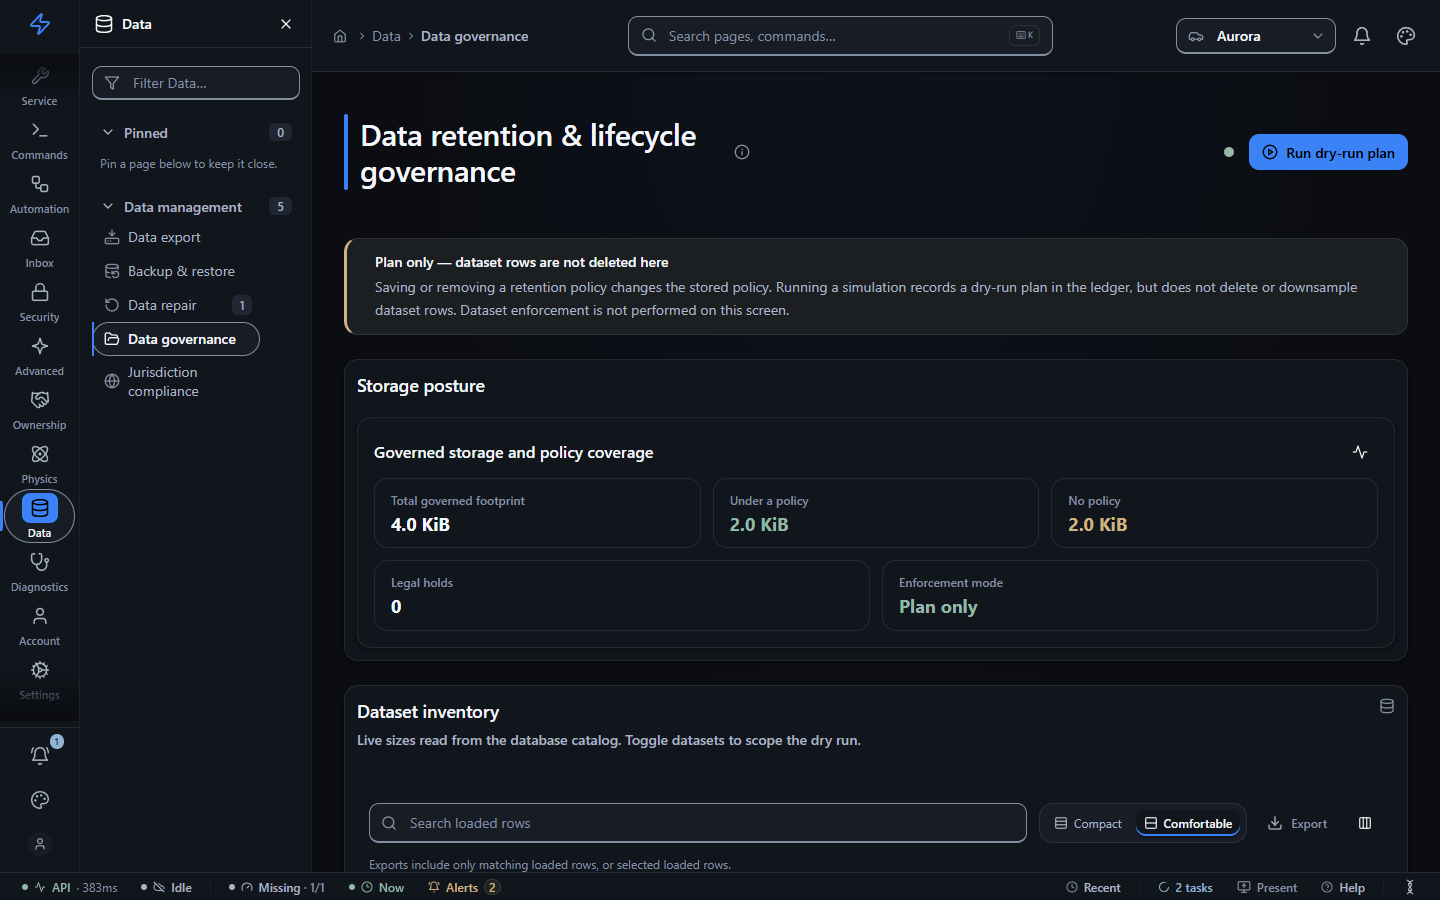 Data
Data
Data governance
Search pages, commands...
K
Aurora
Service
Commands
Automation
Inbox
Security
Advanced
Ownership
Physics
Data
Diagnostics
Account
Settings
1
Filter Data...
Pinned
0
Pin a page below to keep it close.
Data management
5
Data export
Backup & restore
Data repair
1
Data governance
Jurisdiction
compliance
Data retention & lifecycle
governance
Run dry-run plan
Plan only — dataset rows are not deleted here
Saving or removing a retention policy changes the stored policy. Running a simulation records a dry-run plan in the ledger, but does not delete or downsample
dataset rows. Dataset enforcement is not performed on this screen.
Storage posture
Governed storage and policy coverage
Total governed footprint
4.0 KiB
Under a policy
2.0 KiB
No policy
2.0 KiB
Legal holds
0
Enforcement mode
Plan only
Dataset inventory
Live sizes read from the database catalog. Toggle datasets to scope the dry run.
Search loaded rows
Compact
Comfortable
Export
Exports include only matching loaded rows, or selected loaded rows.
API · 383ms
Idle
Missing · 1/1
Now
Alerts 2
Recent
2 tasks
Present
Help